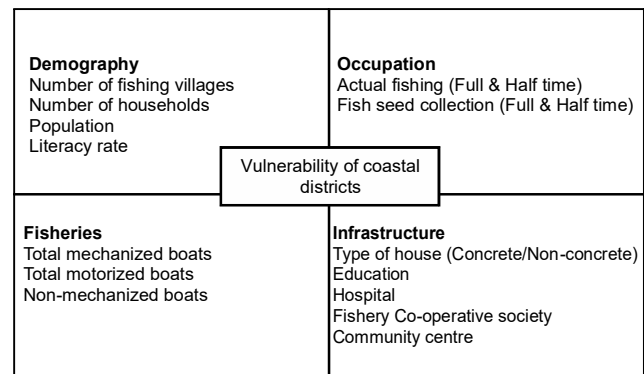 Demography
Number of fishing villages
Number of households
Population
Literacy rate
Occupation
Actual fishing (Full & Half time)
Fish seed collection (Full & Half time)
Vulnerability of coastal
districts
Fisheries
Total mechanized boats
Total motorized boats
Non-mechanized boats
Infrastructure
Type of house (Concrete/Non-concrete)
Education
Hospital
Fishery Co-operative society
Community centre